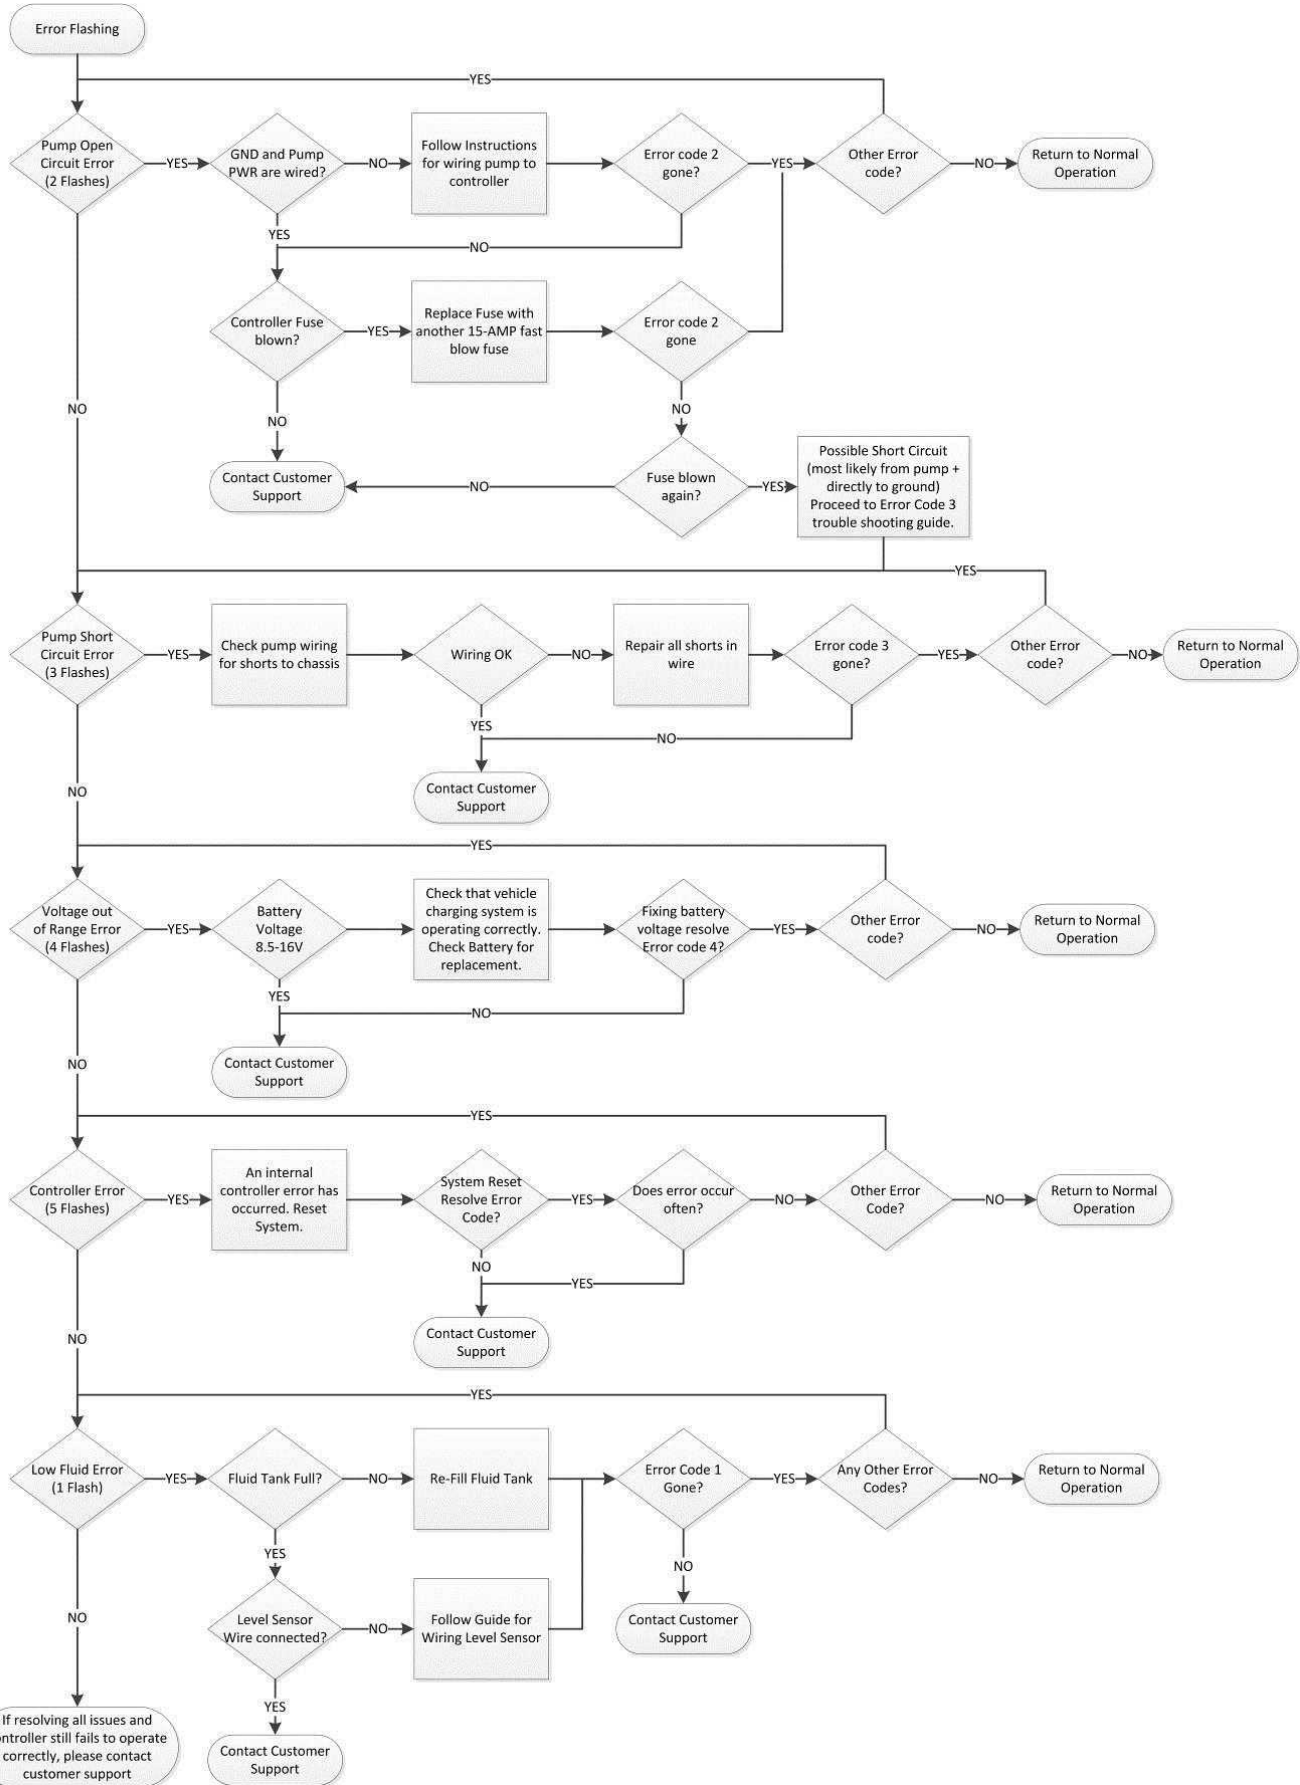 Error Flashing
YES
Pump Open
Circuit Error
(2 Flashes)
YES
GND and Pump
PWR are wired?
NO
Follow Instructions
for wiring pump to
controller
Error code 2
gone?
YES
Other Error
code?
NO
Return to Normal
Operation
YES
NO
Controller Fuse
blown?
YES
Replace Fuse with
another 15-AMP fast
blow fuse
Error code 2
gone
NO
NO
NO
Contact Customer
Support
NO
Fuse blown
again?
YES
Possible Short Circuit
(most likely from pump +
directly to ground)
Proceed to Error Code 3
trouble shooting guide.
YES
Pump Short
Circuit Error
(3 Flashes)
YES
Check pump wiring
for shorts to chassis
Wiring OK
NO
Repair all shorts in
wire
Error code 3
gone?
YES
Other Error
code?
NO
Return to Normal
Operation
YES
NO
Contact Customer
Support
NO
YES
Voltage out
of Range Error
(4 Flashes)
YES
Battery
Voltage
8.5-16V
Check that vehicle
charging system is
operating correctly.
Check Battery for
replacement.
Fixing battery
voltage resolve
Error code 4?
YES
Other Error
code?
NO
Return to Normal
Operation
YES
NO
Contact Customer
Support
NO
YES
Controller Error
(5 Flashes)
YES
An internal
controller error has
occurred. Reset
System.
System Reset
Resolve Error
Code?
YES
Does error occur
often?
NO
Other Error
Code?
NO
Return to Normal
Operation
NO
YES
Contact Customer
Support
NO
YES
Low Fluid Error
(1 Flash)
YES
Fluid Tank Full?
NO
Re-Fill Fluid Tank
Error Code 1
Gone?
YES
Any Other Error
Codes?
NO
Return to Normal
Operation
YES
NO
NO
Level Sensor
Wire connected?
NO
Follow Guide for
Wiring Level Sensor
Contact Customer
Support
YES
If resolving all issues and
ontroller still fails to operate
correctly, please contact
customer support
Contact Customer
Support